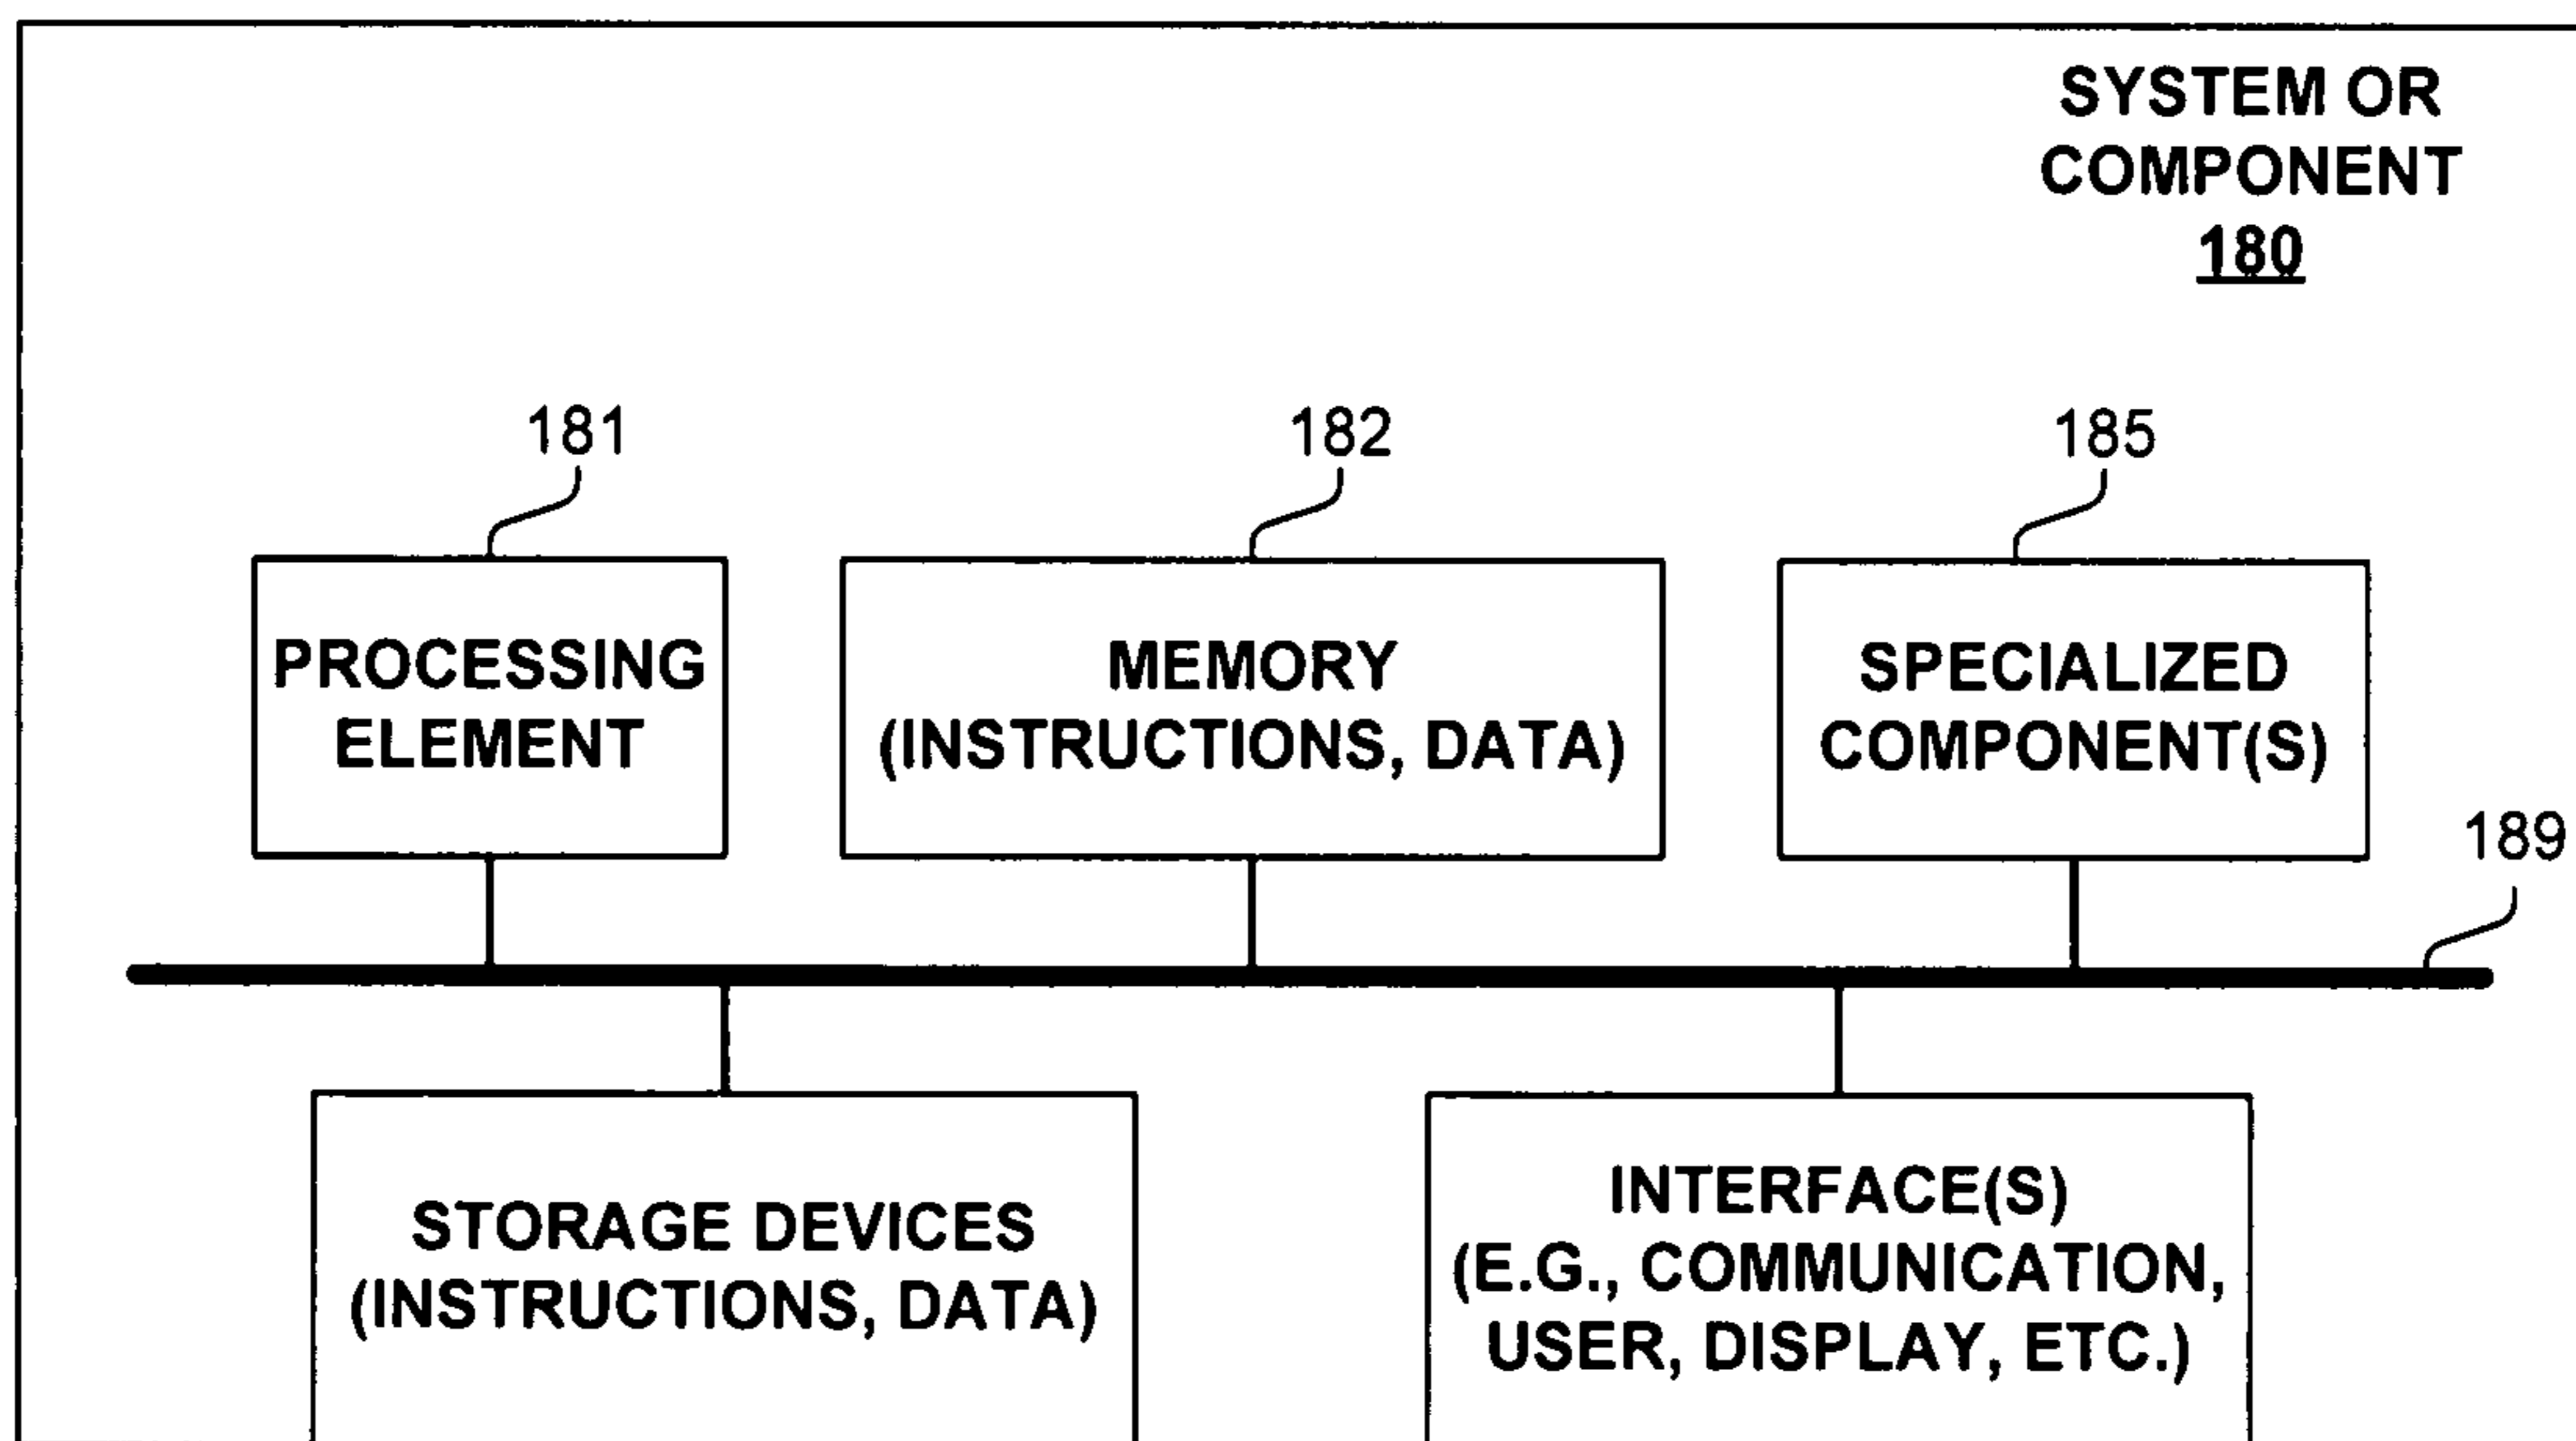 SYSTEM OR
COMPONENT
180
181
182
185
PROCESSING
ELEMENT
MEMORY
(INSTRUCTIONS, DATA)
SPECIALIZED
COMPONENT(S)
189
STORAGE DEVICES
(INSTRUCTIONS, DATA)
INTERFACE(S)
(E.G., COMMUNICATION,
USER, DISPLAY, ETC.)